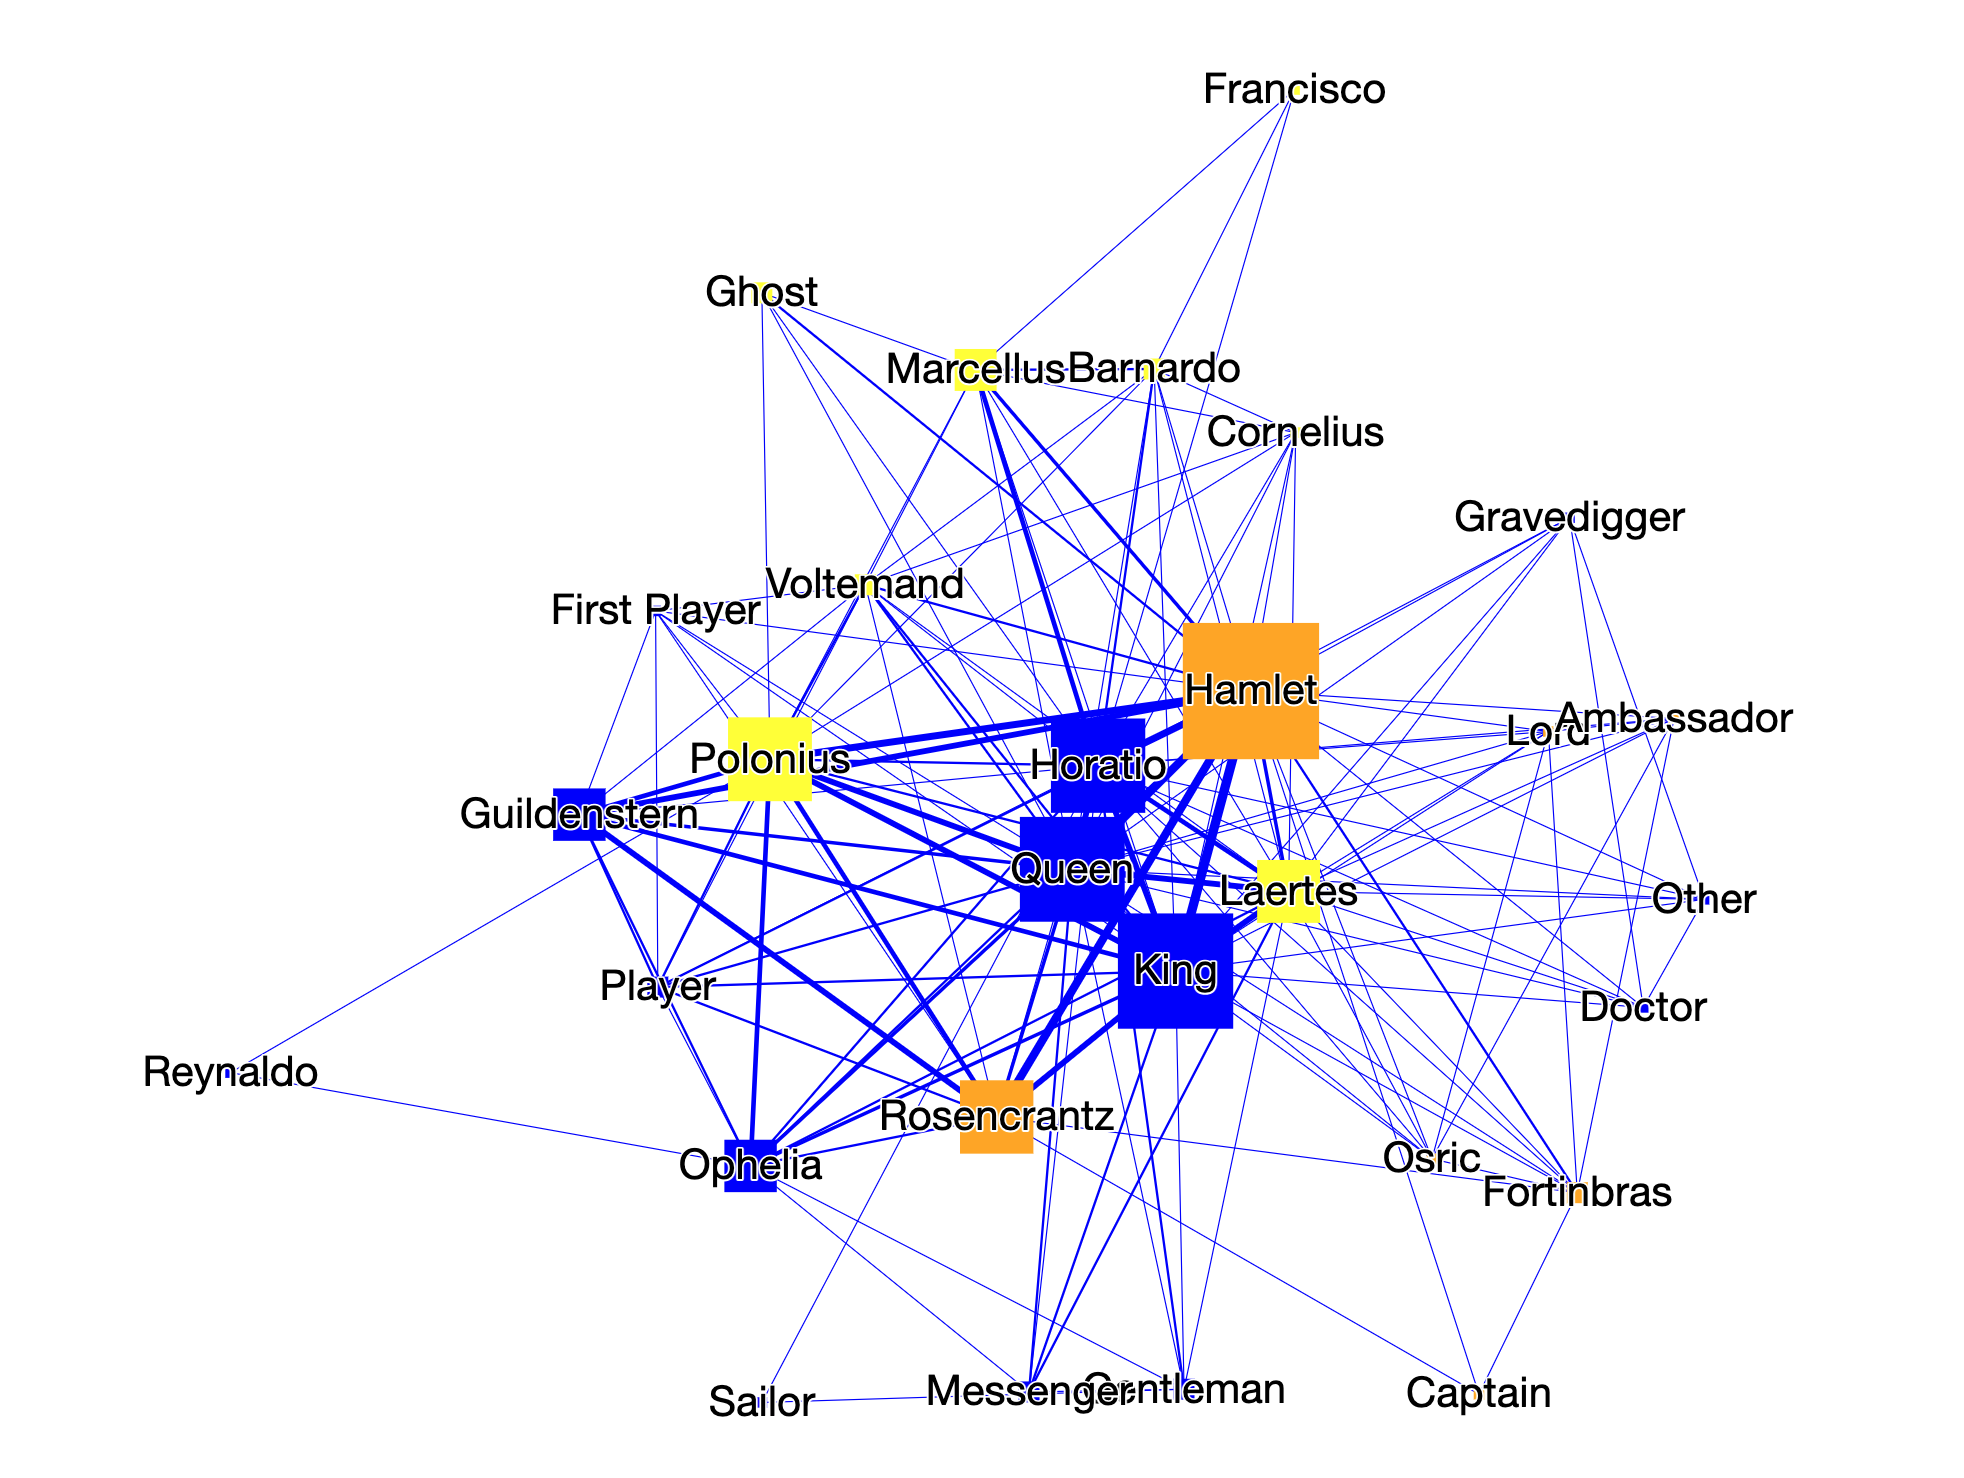 Francisco
Ghost
Marcellus
Barnardo
Cornelius
Gravedigger
Voltemand
First Player
Hamlet
Lord
Ambassador
Polonius
Horatio
Guildenstern
Queen
Laertes
Other
King
Player
Doctor
Reynaldo
Rosencrantz
Ophelia
Osric
Fortinbras
Sailor
Messenger
Gentleman
Captain